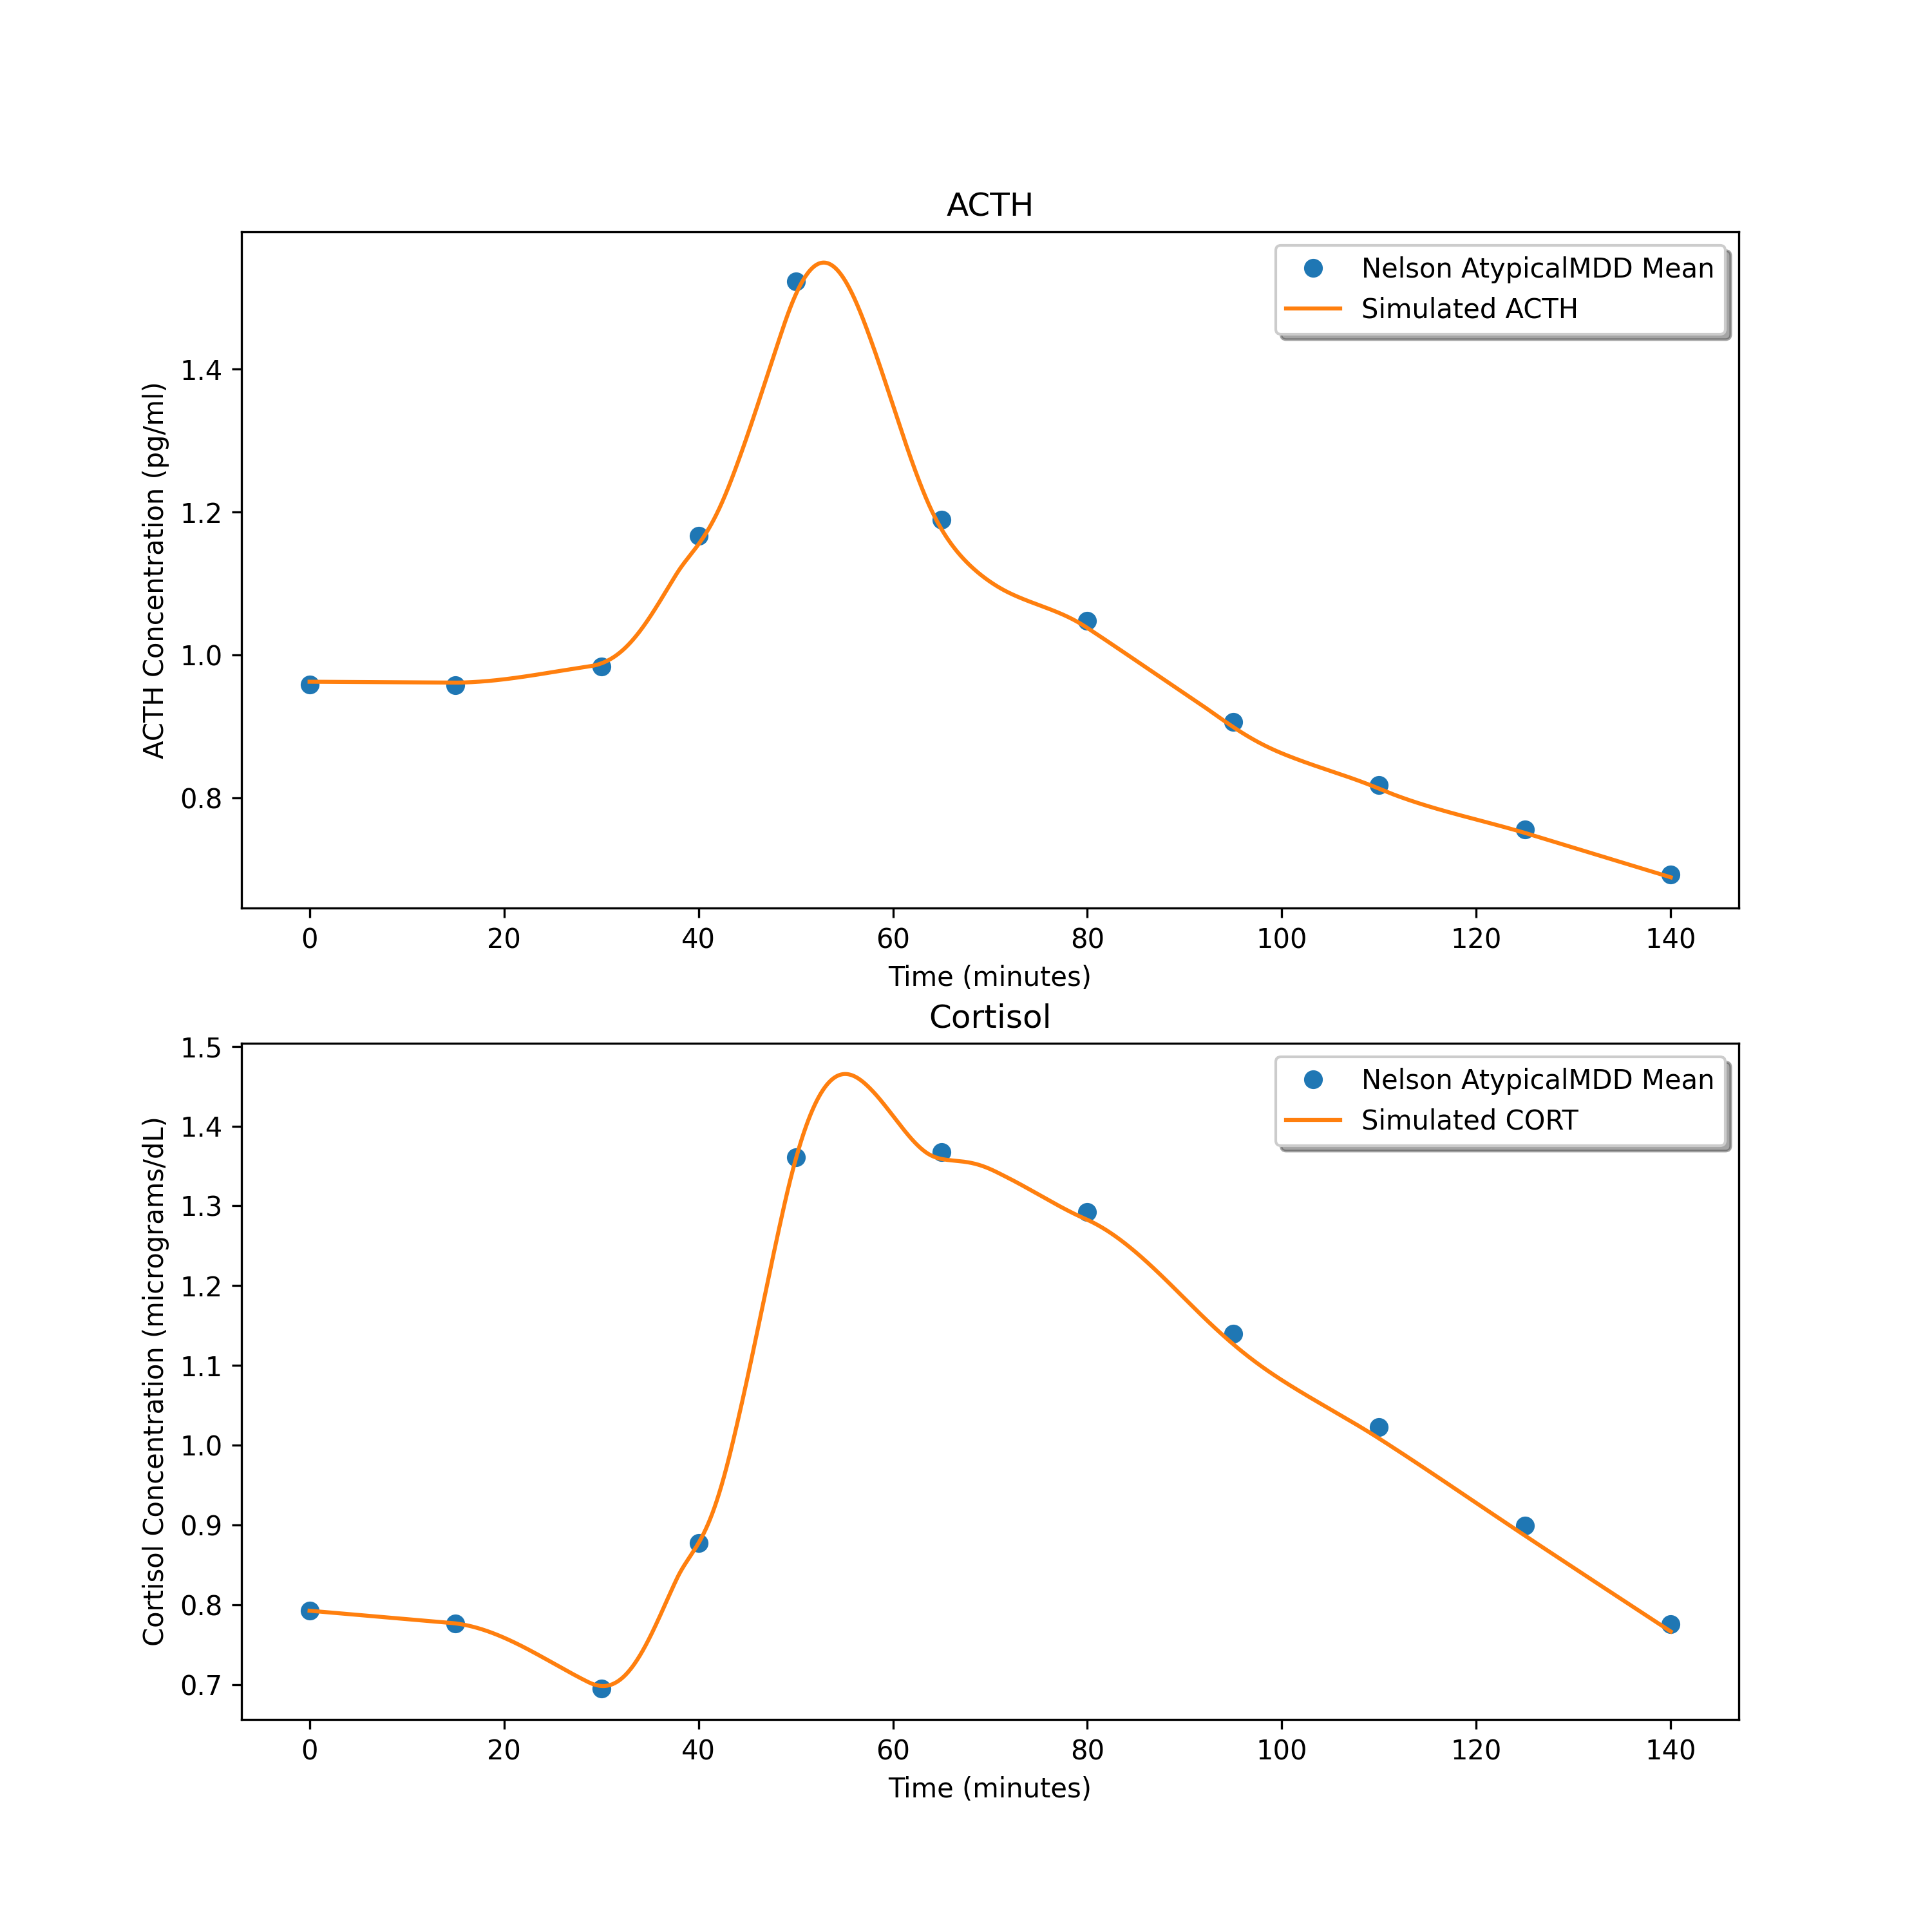 ACTH
Nelson AtypicalMDD Mean
Simulated ACTH
ACTH Concentration (pg/ml)
1.4
1.2
1.0
0.8
0 20 40 60 80 100 120 140
Time (minutes)
Cortisol
Nelson AtypicalMDD Mean
Simulated CORT
Cortisol Concentration (micrograms/dL)
1.5
1.4
1.3
1.2
1.1
1.0
0.9
0.8
0.7
0 20 40 60 80 100 120 140
Time (minutes)